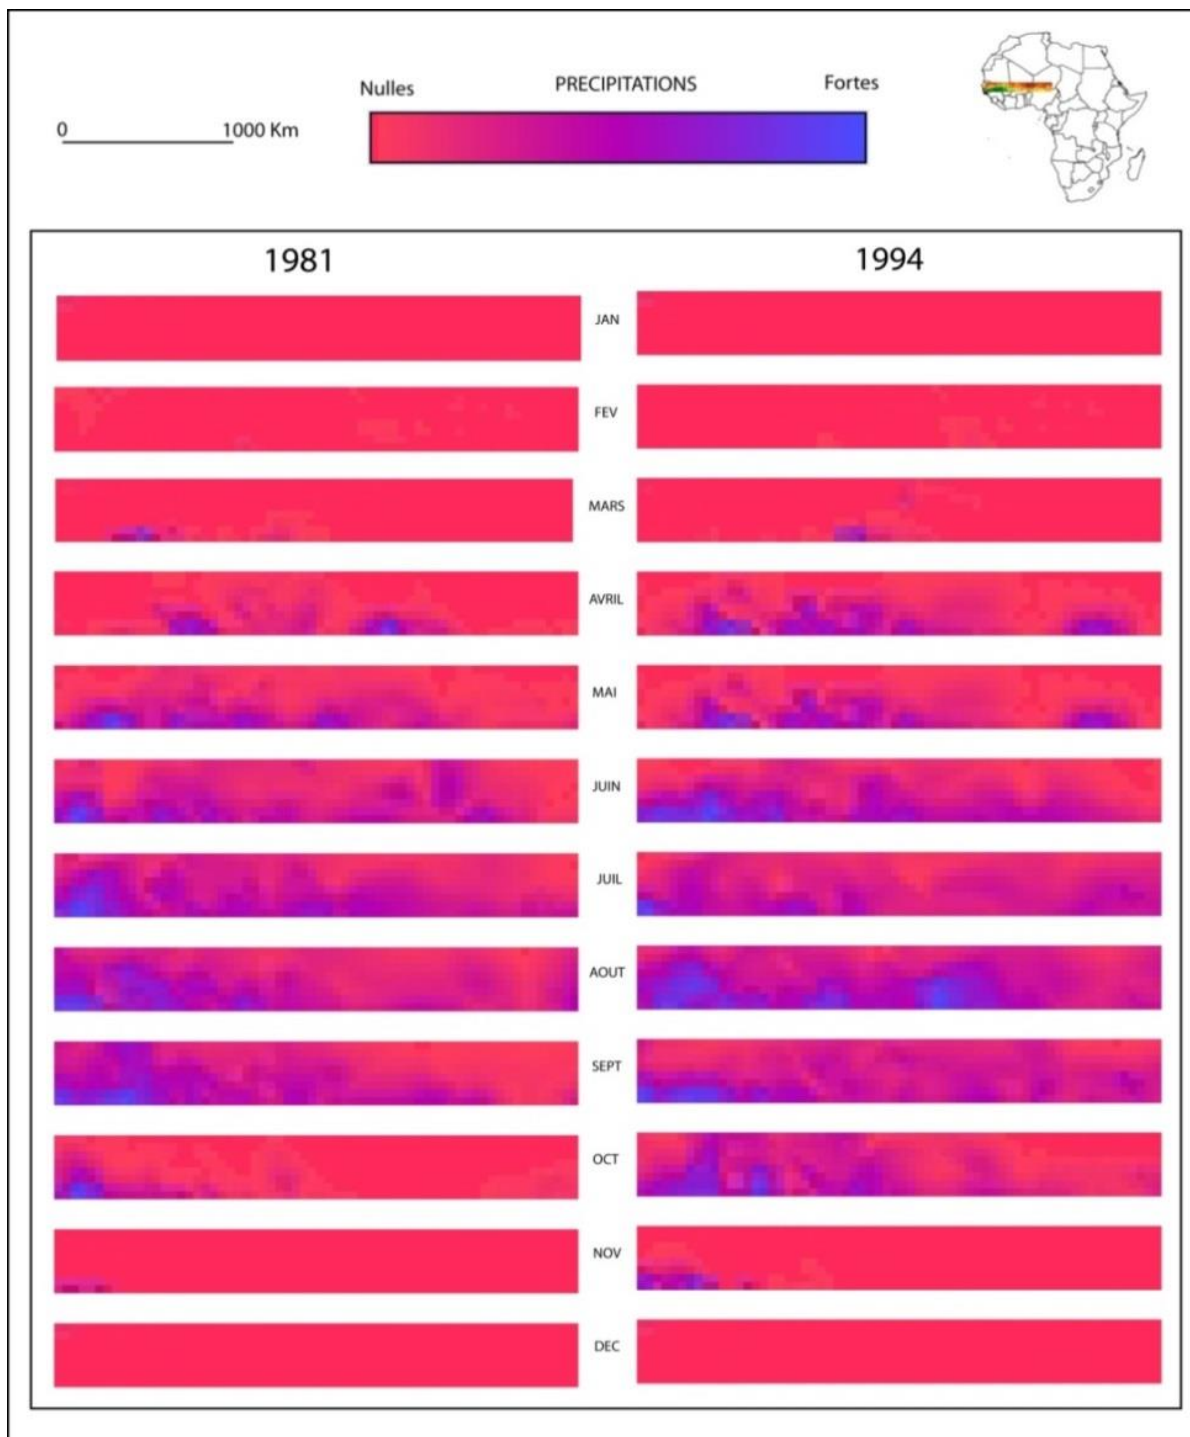 Nulles PRECIPITATIONS Fortes
0 1000 Km
1981 1994
JAN
FEV
MARS
AVRIL
MAI
JUIN
JUIL
AOUT
SEPT
OCT
NOV
DEC